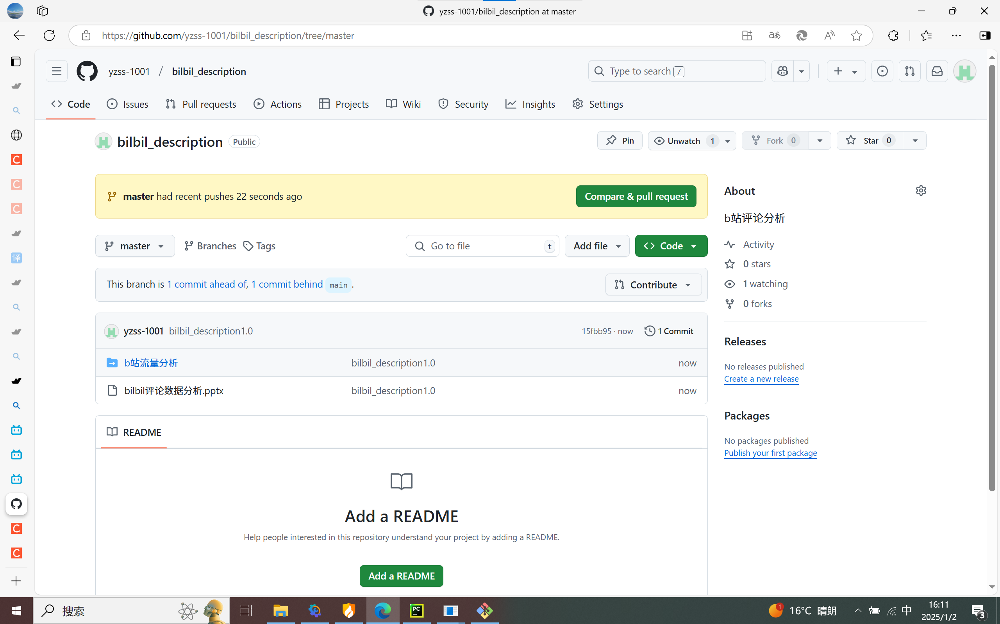 yzss-1001/bilbil_description at master
https://github.com/yzss-1001/bilbil_description/tree/master
yzss-1001 / bilbil_description
Type to search /
Code Issues Pull requests Actions Projects Wiki Security Insights Settings
bilbil_description Public
Pin Unwatch 1 Fork 0 Star 0
master had recent pushes 22 seconds ago
Compare & pull request
master Branches Tags Go to file t Add file Code
This branch is 1 commit ahead of, 1 commit behind main .
Contribute
yzss-1001 bilbil_description1.0 15fbb95 · now 1 Commit
b站流量分析 bilbil_description1.0 now
bilbil评论数据分析.pptx bilbil_description1.0 now
README
Add a README
Help people interested in this repository understand your project by adding a README.
Add a README
About
b站评论分析
Activity
0 stars
1 watching
0 forks
Releases
No releases published
Create a new release
Packages
No packages published
Publish your first package
C
C
C
译
C
C
搜索
PC
1
16°C 晴朗
中
16:11
2025/1/2
3